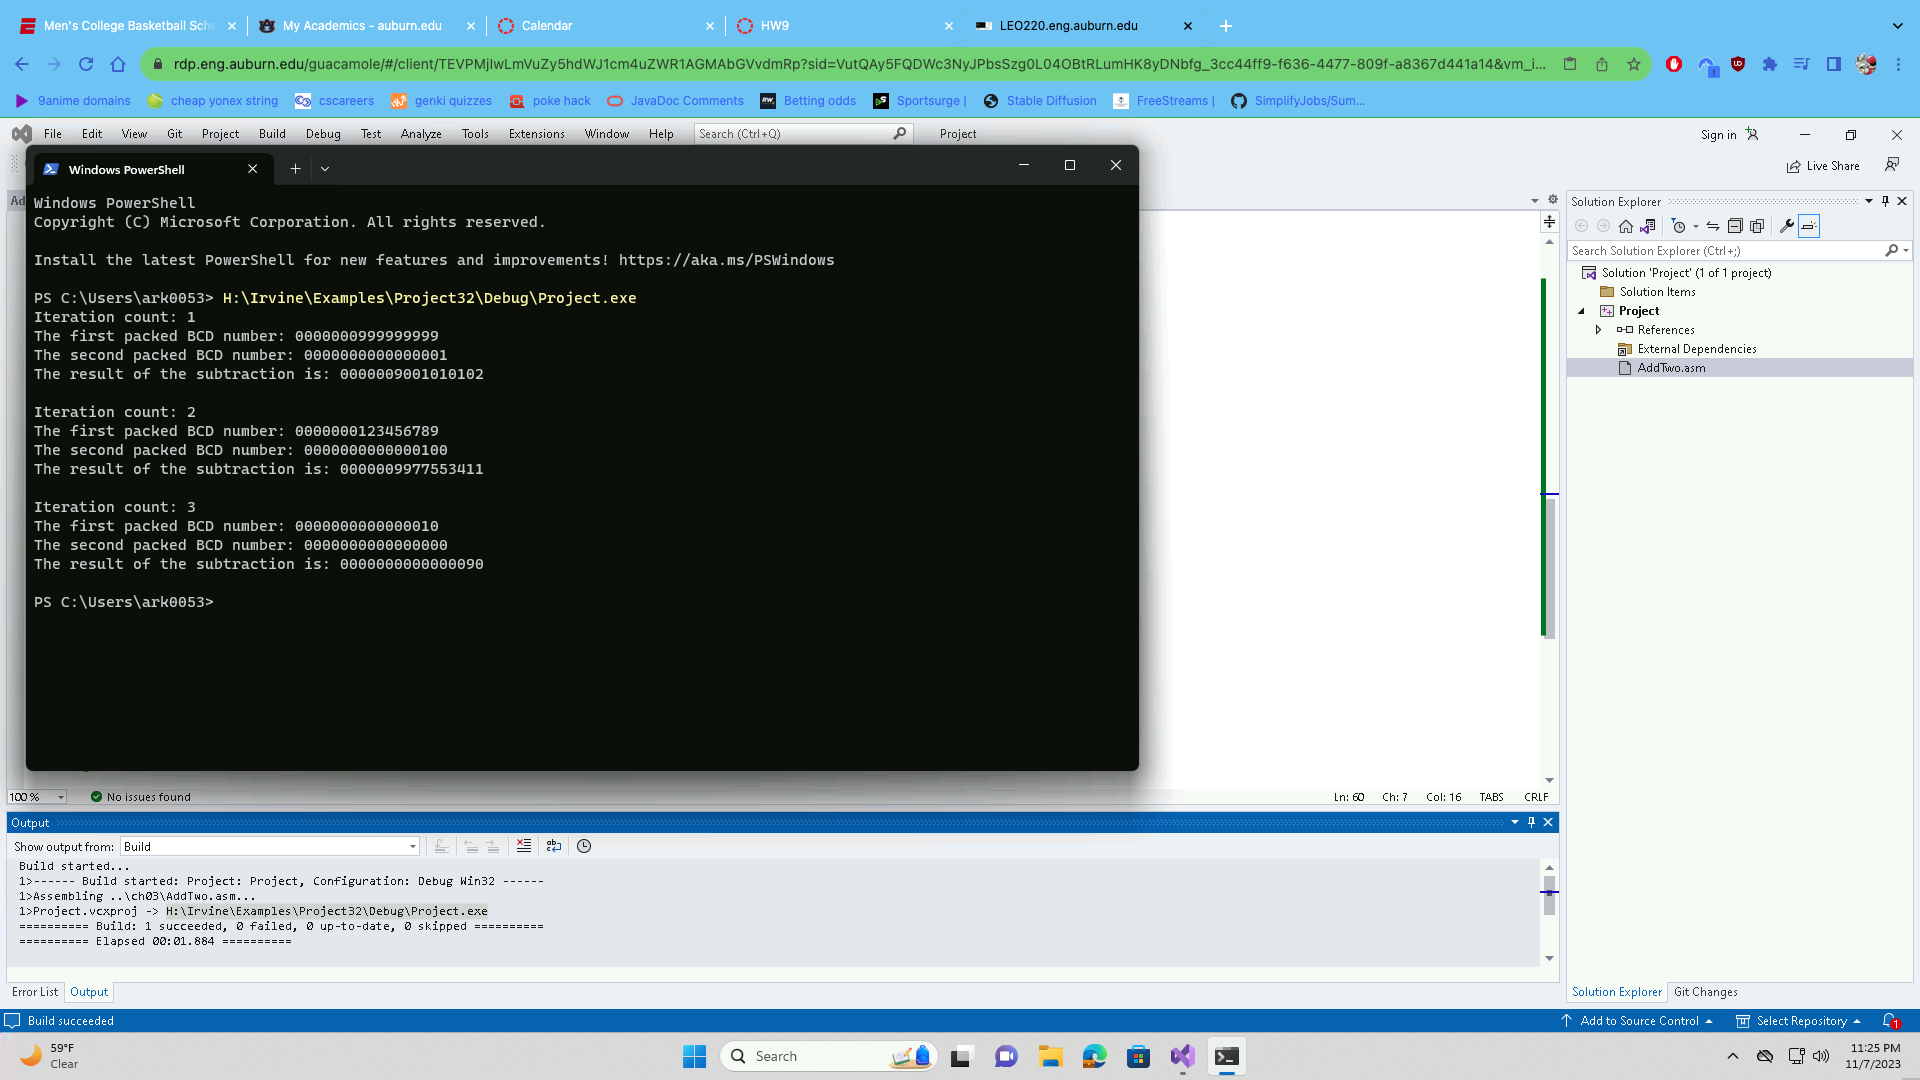 Men's College Basketball Sch
My Academics - auburn.edu
Calendar
HW9
LEO220.eng.auburn.edu
rdp.eng.auburn.edu/guacamole/#/client/TEVPMjIwLmVuZy5hdWJ1cm4uZWR1AGMAbGVvdmRp?sid=VutQAy5FQDWc3NyJPbsSzg0L04OBtRLumHK8yDNbfg_3cc44ff9-f636-4477-809f-a8367d441a14&vm_i...
9anime domains
cheap yonex string
cscareers
genki quizzes
poke hack
JavaDoc Comments
Betting odds
Sportsurge |
Stable Diffusion
FreeStreams |
SimplifyJobs/Sum...
File Edit View Git Project Build Debug Test Analyze Tools Extensions Window Help Search (Ctrl+Q) Project Sign in
Live Share
Windows PowerShell
Ad
Windows PowerShell
Copyright (C) Microsoft Corporation. All rights reserved.
Install the latest PowerShell for new features and improvements! https://aka.ms/PSWindows
PS C:\Users\ark0053> H:\Irvine\Examples\Project32\Debug\Project.exe
Iteration count: 1
The first packed BCD number: 0000000999999999
The second packed BCD number: 0000000000000001
The result of the subtraction is: 0000009001010102
Iteration count: 2
The first packed BCD number: 0000000123456789
The second packed BCD number: 0000000000000100
The result of the subtraction is: 0000009977553411
Iteration count: 3
The first packed BCD number: 0000000000000010
The second packed BCD number: 0000000000000000
The result of the subtraction is: 0000000000000090
PS C:\Users\ark0053>
Solution Explorer
Search Solution Explorer (Ctrl+;)
Solution 'Project' (1 of 1 project)
Solution Items
Project
References
External Dependencies
AddTwo.asm
100 %
No issues found
Ln: 60 Ch: 7 Col: 16 TABS CRLF
Output
Show output from: Build
Build started...
1>------ Build started: Project: Project, Configuration: Debug Win32 ------
1>Assembling ..\ch03\AddTwo.asm...
1>Project.vcxproj -> H:\Irvine\Examples\Project32\Debug\Project.exe
========== Build: 1 succeeded, 0 failed, 0 up-to-date, 0 skipped ==========
========== Elapsed 00:01.884 ==========
Error List Output
Solution Explorer Git Changes
Build succeeded
Add to Source Control
Select Repository
1
59°F
Clear
Search
11:25 PM
11/7/2023